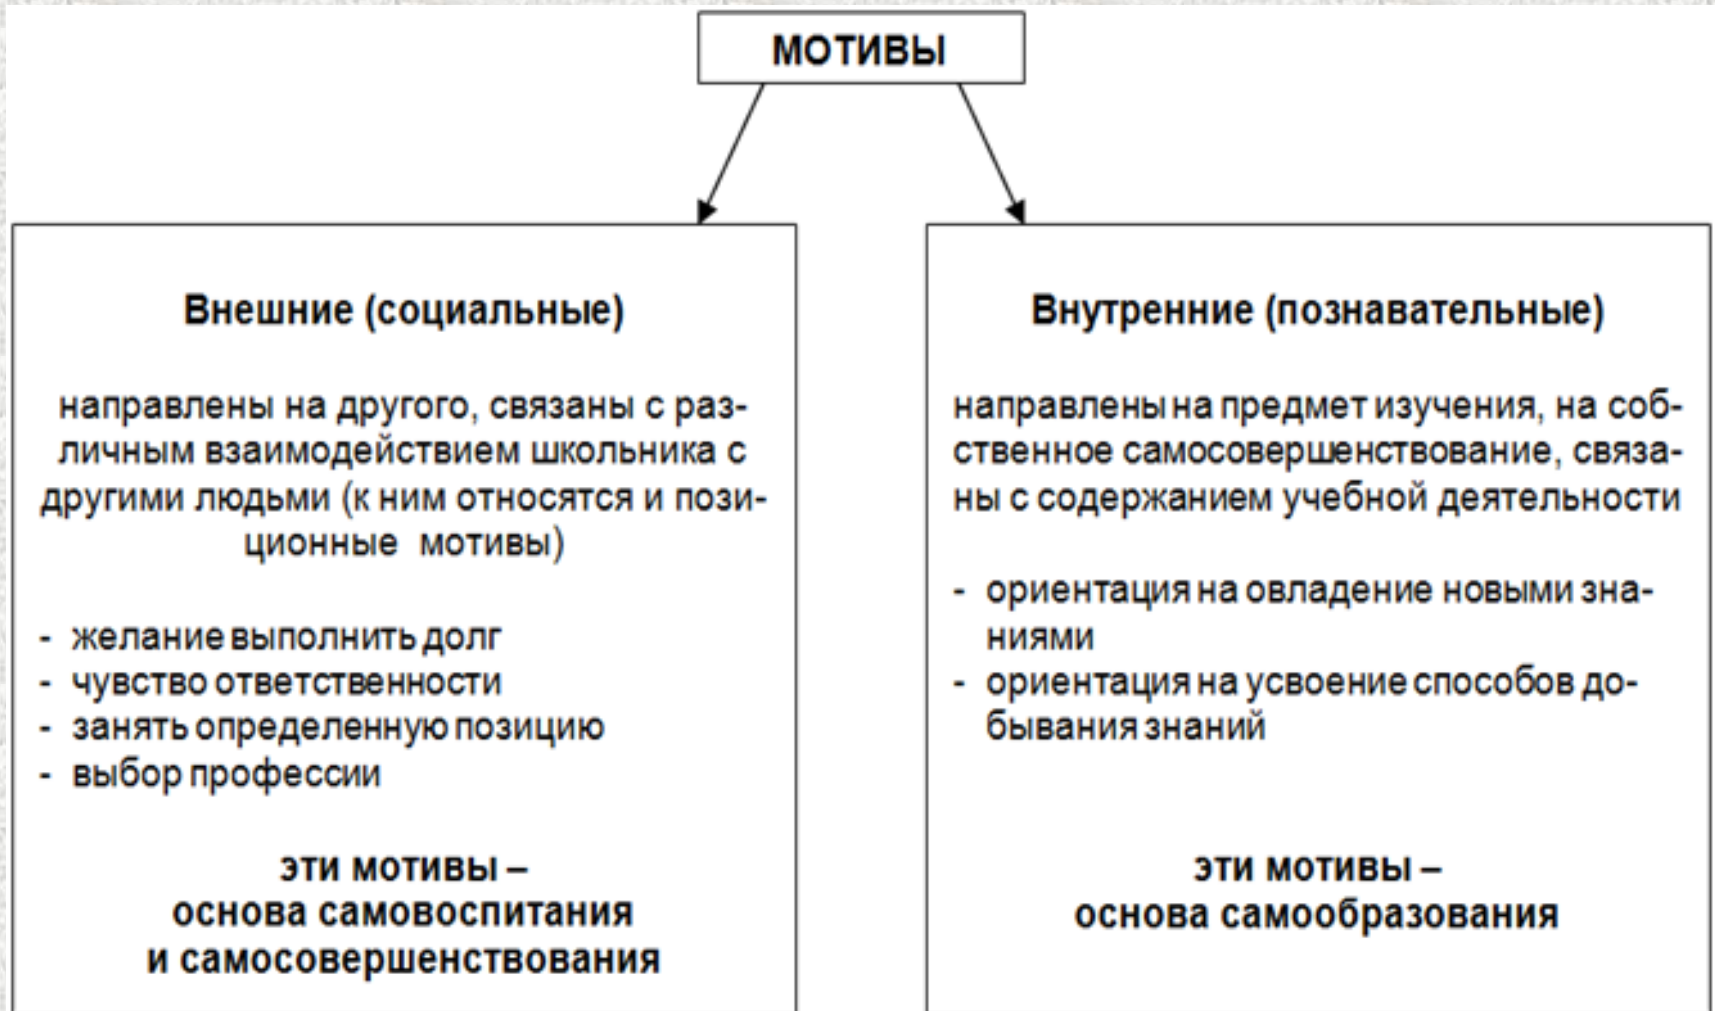 МОТИВЫ
Внешние (социальные)
направлены на другого, связаны с раз-
личным взаимодействием школьника с
другими людьми (к ним относятся и пози-
ционные мотивы)
- желание выполнить долг
- чувство ответственности
- занять определенную позицию
- выбор профессии
эти мотивы –
основа самовоспитания
и самосовершенствования
Внутренние (познавательные)
направлены на предмет изучения, на соб-
ственное самосовершенствование, связа-
ны с содержанием учебной деятельности
- ориентация на овладение новыми зна-
ниями
- ориентация на усвоение способов до-
бывания знаний
эти мотивы –
основа самообразования